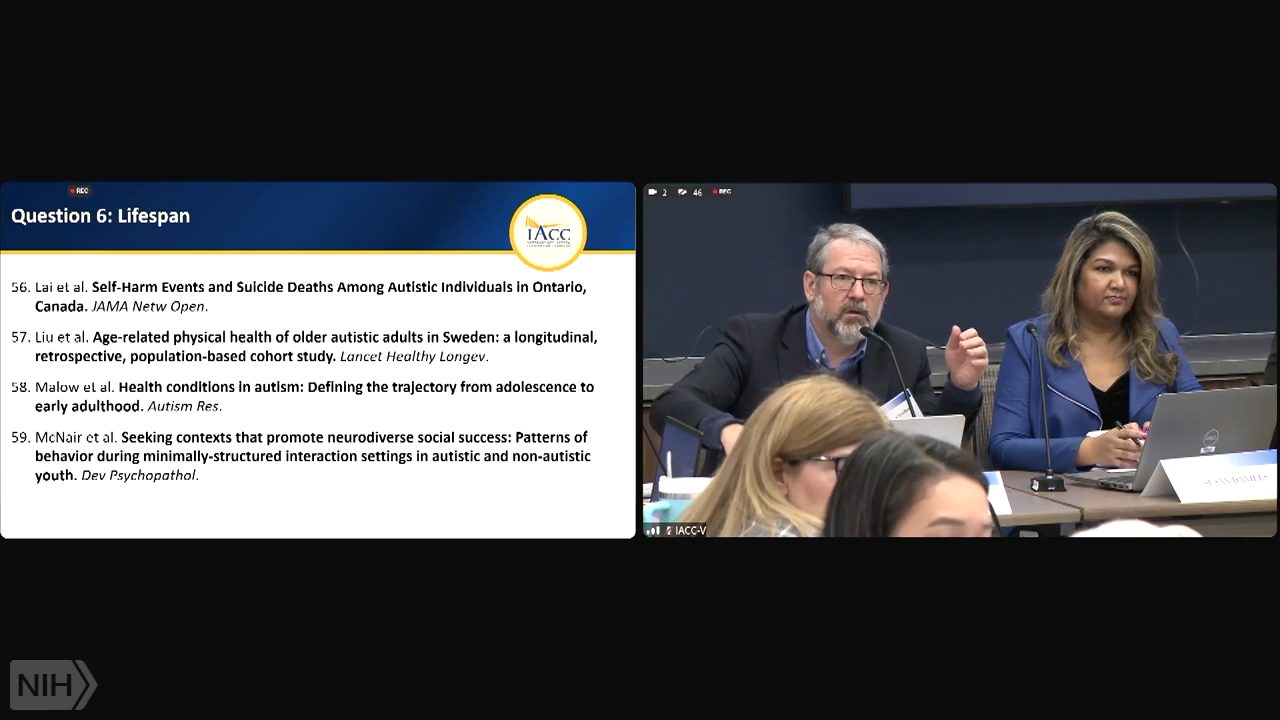 REC
Question 6: Lifespan
IACC
56. Lai et al. Self-Harm Events and Suicide Deaths Among Autistic Individuals in Ontario,
Canada. JAMA Netw Open.
57. Liu et al. Age-related physical health of older autistic adults in Sweden: a longitudinal,
retrospective, population-based cohort study. Lancet Healthy Longev.
58. Malow et al. Health conditions in autism: Defining the trajectory from adolescence to
early adulthood. Autism Res.
59. McNair et al. Seeking contexts that promote neurodiverse social success: Patterns of
behavior during minimally-structured interaction settings in autistic and non-autistic
youth. Dev Psychopathol.
2 46 REC
DELL
SUSAN DANIELS
IACC-V
NIH